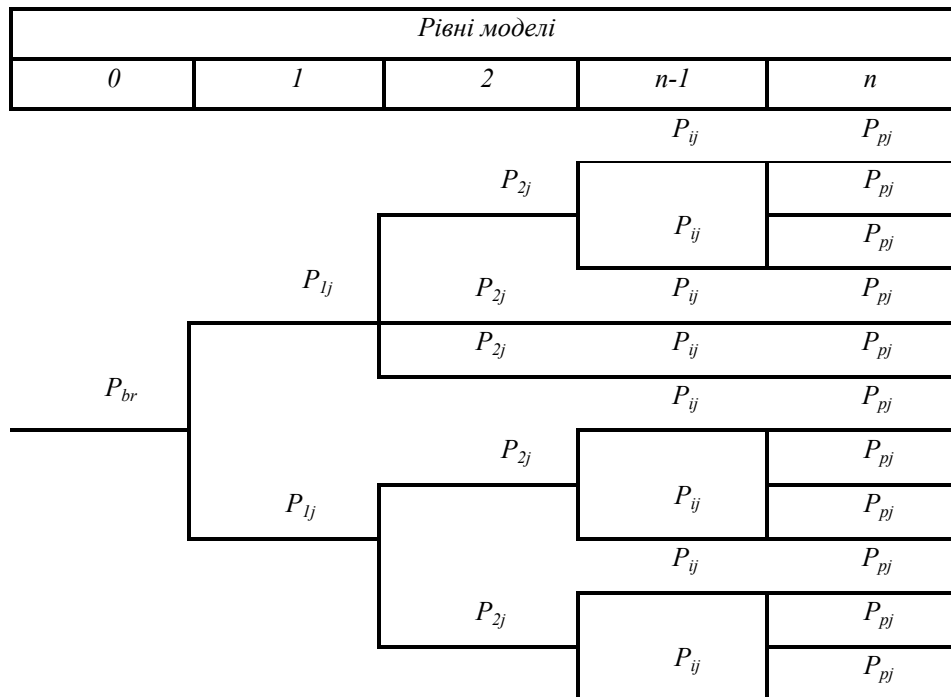 Рівні моделі
0 1 2 n-1 n
P_ij P_pj
P_2j P_pj
P_ij P_pj
P_1j P_2j P_ij P_pj
P_2j P_ij P_pj
P_br P_ij P_pj
P_2j P_pj
P_1j P_ij P_pj
P_ij P_pj
P_2j P_pj
P_ij P_pj